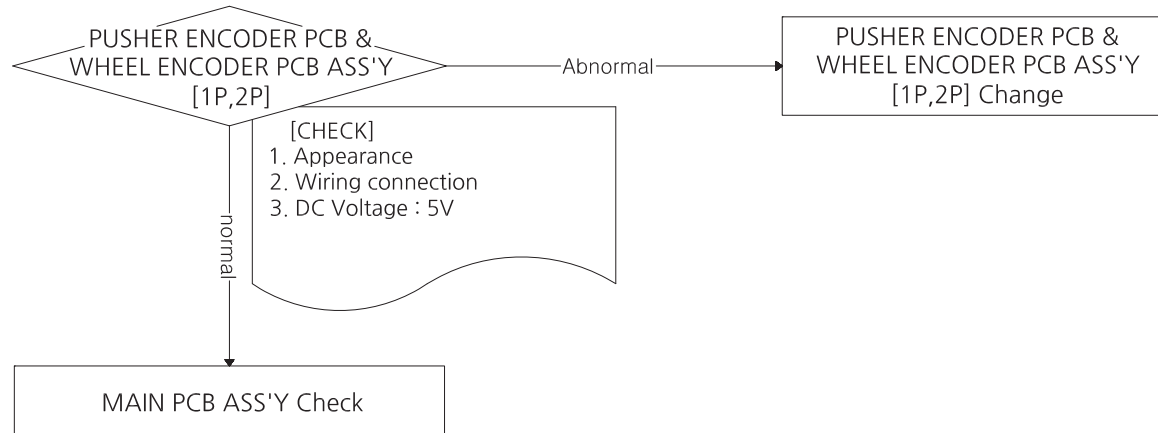 PUSHER ENCODER PCB &
WHEEL ENCODER PCB ASS'Y
[1P,2P]
Abnormal
PUSHER ENCODER PCB &
WHEEL ENCODER PCB ASS'Y
[1P,2P] Change
[CHECK]
1. Appearance
2. Wiring connection
3. DC Voltage : 5V
normal
MAIN PCB ASS'Y Check